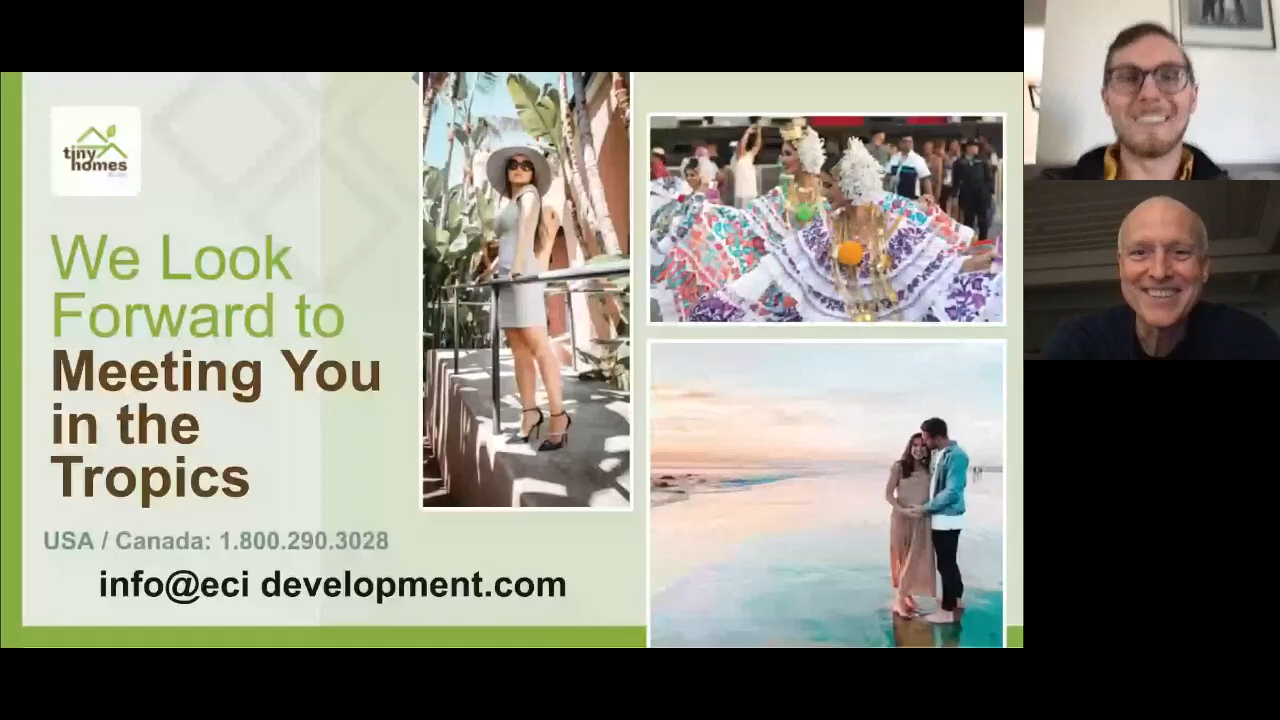 tiny
homes
We Look
Forward to
Meeting You
in the
Tropics
USA / Canada: 1.800.290.3028
info@eci development.com